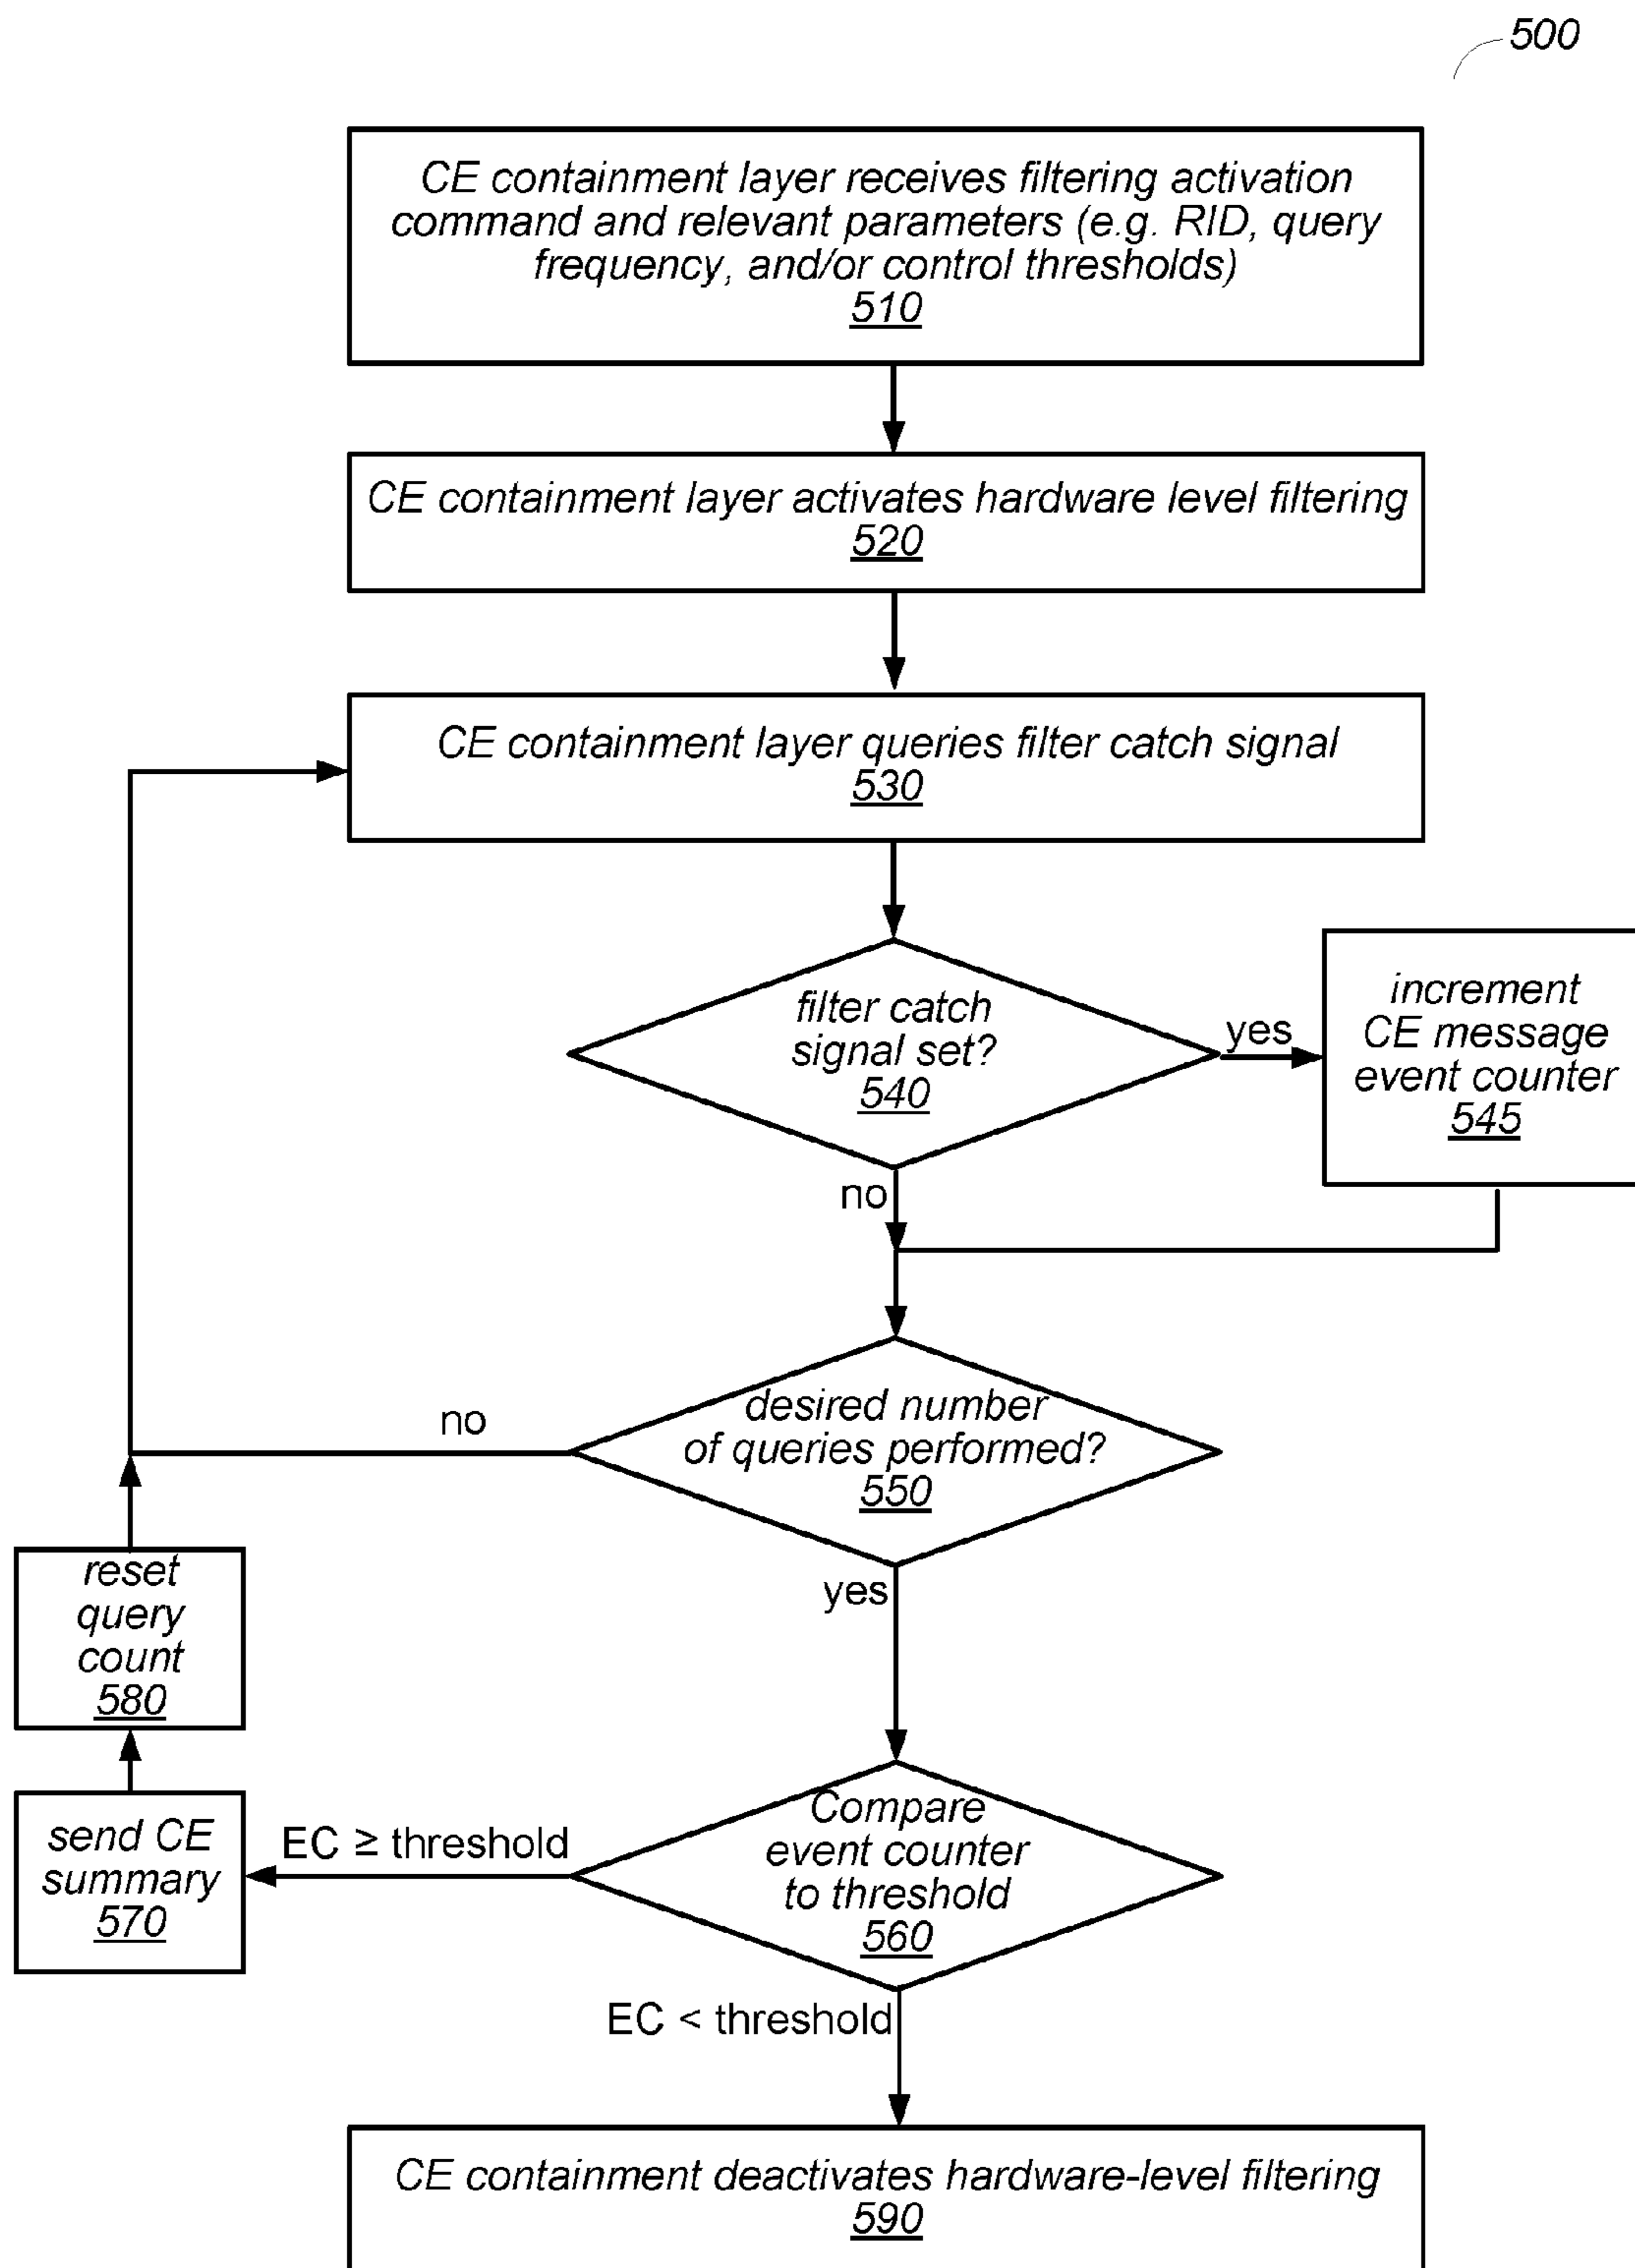 500
CE containment layer receives filtering activation
command and relevant parameters (e.g. RID, query
frequency, and/or control thresholds)
510
CE containment layer activates hardware level filtering
520
CE containment layer queries filter catch signal
530
filter catch
signal set?
540
yes
increment
CE message
event counter
545
no
desired number
of queries performed?
550
no
yes
reset
query
count
580
send CE
summary
570
EC ≥ threshold
Compare
event counter
to threshold
560
EC < threshold
CE containment deactivates hardware-level filtering
590